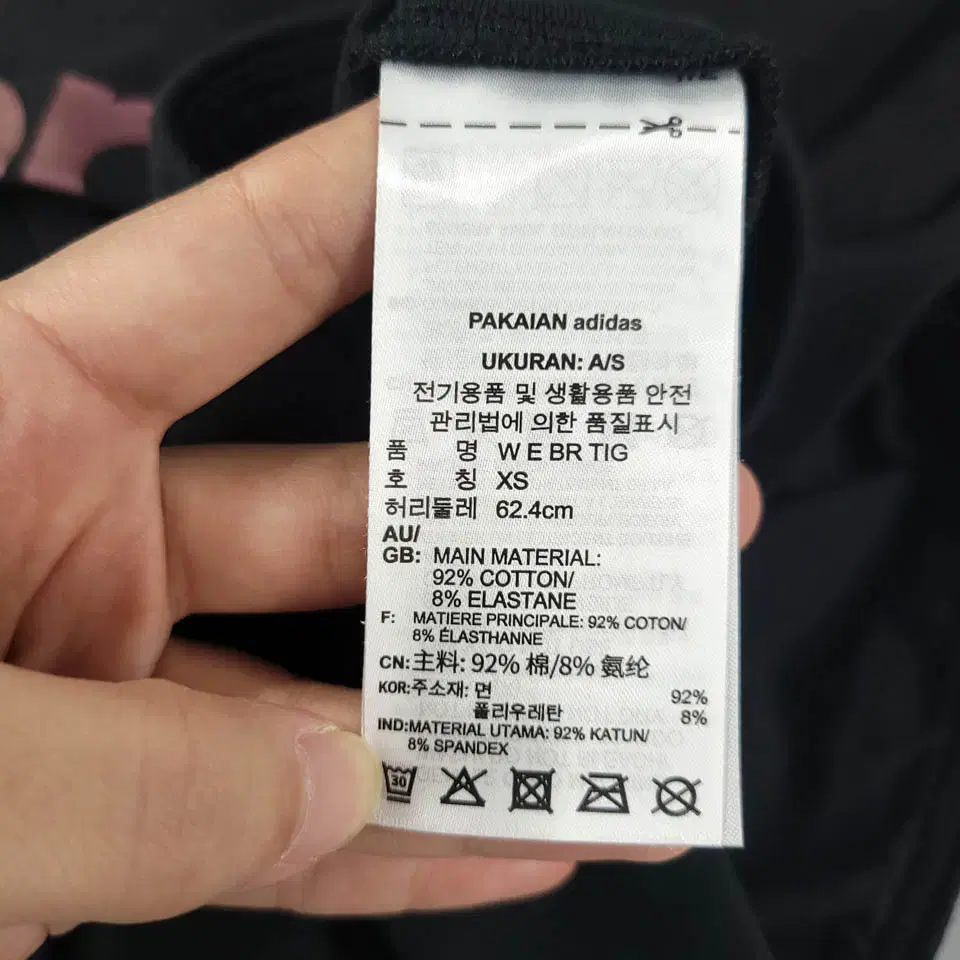 PAKAIAN adidas
UKURAN: A/S
전기용품 및 생활용품 안전
관리법에 의한 품질표시
품 명 W E BR TIG
호 칭 XS
허리둘레 62.4cm
AU/
GB: MAIN MATERIAL:
92% COTTON/
8% ELASTANE
F: MATIERE PRINCIPALE: 92% COTON/
8% ÉLASTHANNE
CN: 主料: 92% 棉/8% 氨纶
KOR: 주소재: 면 92%
폴리우레탄 8%
IND: MATERIAL UTAMA: 92% KATUN/
8% SPANDEX
30